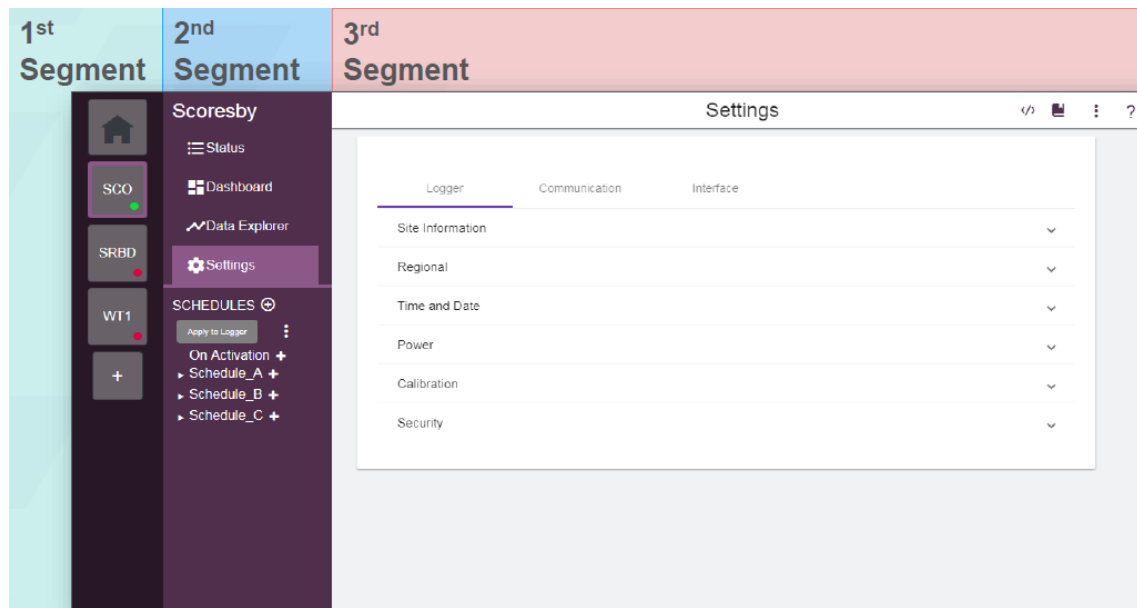 1st Segment
2nd Segment
3rd Segment
SCO
SRBD
WT1
+
Scoresby
Status
Dashboard
Data Explorer
Settings
SCHEDULES ⊕
Apply to Logger
On Activation +
Schedule_A +
Schedule_B +
Schedule_C +
Settings
</> ?
Logger Communication Interface
Site Information
Regional
Time and Date
Power
Calibration
Security